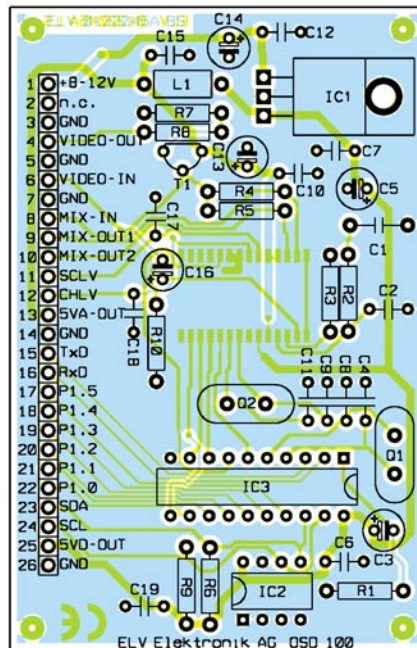 C14
C15
C12
1 +8-12V
L1
IC1
2 n.c.
R7
3 GND
R8
4 VIDEO-OUT
C13
C7
5 GND
6 VIDEO-IN
T1
C10
C5
7 GND
R4
8 MIX-IN
C17
R5
9 MIX-OUT1
C1
10 MIX-OUT2
C16
11 SCLV
R3
R2
12 CHLV
C2
13 5VA-OUT
14 GND
C18
R10
15 TxD
C11
C9
C8
C4
16 RxD
17 P1.5
Q2
18 P1.4
19 P1.3
Q1
20 P1.2
21 P1.1
IC3
22 P1.0
23 SDA
24 SCL
C3
25 5VD-OUT
C6
26 GND
R9
R6
IC2
R1
C19
CE
ELV Elektronik AG OSD 100